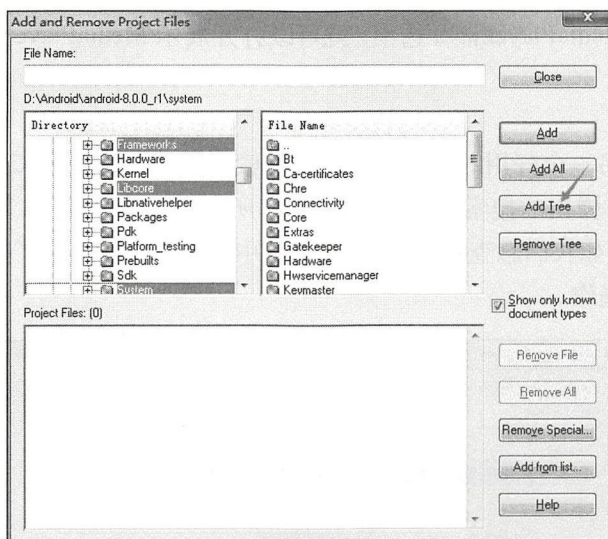 Add and Remove Project Files
File Name:
Close
D:\Android\android-8.0.0_r1\system
Directory
Frameworks
Hardware
Kernel
Libcore
Libnativehelper
Packages
Pdk
Platform_testing
Prebuilts
Sdk
System
File Name
..
Bt
Ca-certificates
Chre
Connectivity
Core
Extras
Gatekeeper
Hardware
Hwservicemanager
Keymaster
Add
Add All
Add Tree
Remove Tree
Show only known
document types
Project Files: (0)
Remove File
Remove All
Remove Special...
Add from list...
Help